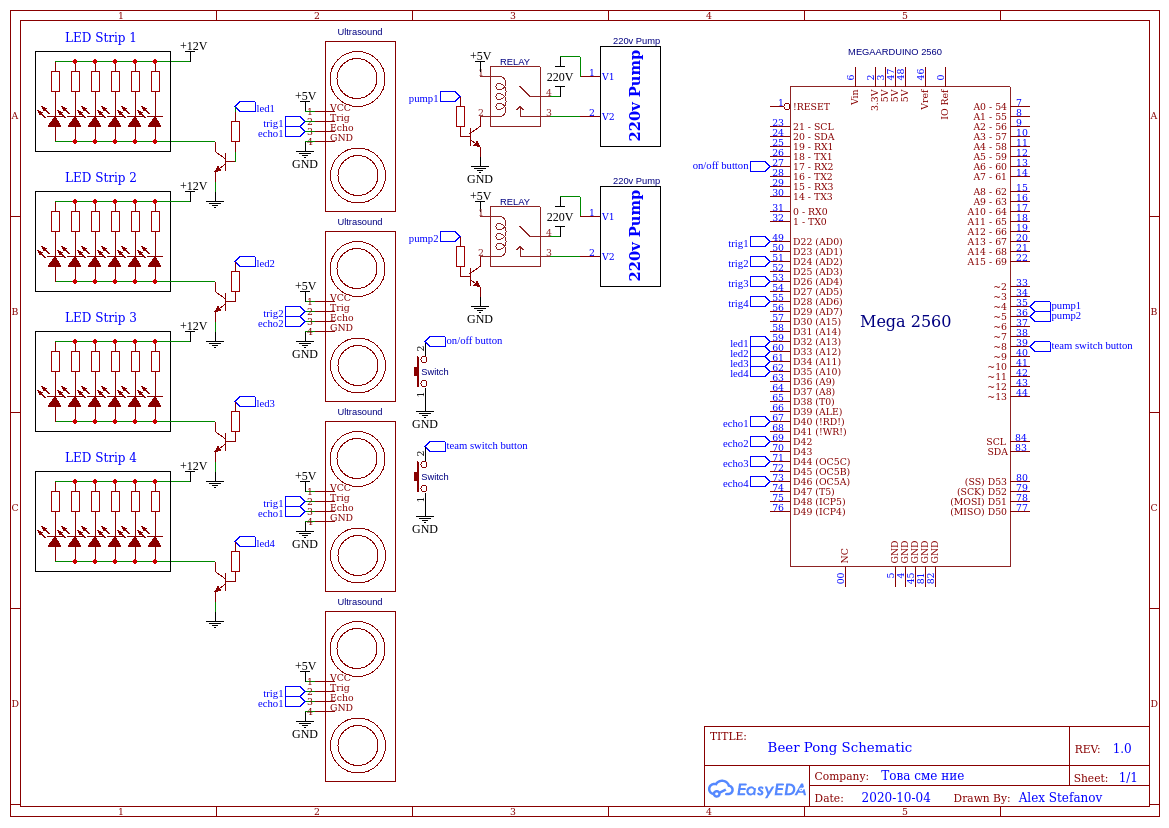 1 2 3 4 5
A
B
C
D
LED Strip 1
+12V
led1
LED Strip 2
+12V
led2
LED Strip 3
led3
LED Strip 4
+12V
led4
Ultrasound
+5V
trig1
echo1
GND
1 VCC
2 Trig
3 Echo
4 GND
Ultrasound
+5V
trig2
echo2
GND
1 VCC
2 Trig
3 Echo
4 GND
Ultrasound
+5V
trig1
echo1
GND
1 VCC
2 Trig
3 Echo
4 GND
Ultrasound
+5V
trig1
echo1
GND
1 VCC
2 Trig
3 Echo
4 GND
+5V
RELAY
pump1
2
GND
4
3
220V
220v Pump
1 V1
2 V2
220v Pump
+5V
RELAY
pump2
2
GND
4
3
220V
220v Pump
1 V1
2 V2
220v Pump
on/off button
2
Switch
1
GND
team switch button
2
Switch
1
GND
MEGAARDUINO 2560
6 2 3 47 48 46 0
Vin 3.3V 5V 5V 5V Vref IO Ref
1 !RESET
23 21 - SCL
24 20 - SDA
25 19 - RX1
26 18 - TX1
on/off button 27 17 - RX2
28 16 - TX2
29 15 - RX3
30 14 - TX3
31 0 - RX0
32 1 - TX0
trig1 49 D22 (AD0)
50 D23 (AD1)
trig2 51 D24 (AD2)
52 D25 (AD3)
trig3 53 D26 (AD4)
54 D27 (AD5)
trig4 55 D28 (AD6)
56 D29 (AD7)
57 D30 (A15)
58 D31 (A14)
led1 59 D32 (A13)
led2 60 D33 (A12)
led3 61 D34 (A11)
led4 62 D35 (A10)
63 D36 (A9)
64 D37 (A8)
65 D38 (T0)
66 D39 (ALE)
echo1 67 D40 (!RD!)
68 D41 (!WR!)
echo2 69 D42
70 D43
echo3 71 D44 (OC5C)
72 D45 (OC5B)
echo4 73 D46 (OC5A)
74 D47 (T5)
75 D48 (ICP5)
76 D49 (ICP4)
Mega 2560
A0 - 54 7
A1 - 55 8
A2 - 56 9
A3 - 57 10
A4 - 58 11
A5 - 59 12
A6 - 60 13
A7 - 61 14
A8 - 62 15
A9 - 63 16
A10 - 64 17
A11 - 65 18
A12 - 66 19
A13 - 67 20
A14 - 68 21
A15 - 69 22
~2 33
~3 34
~4 35 pump1
~5 36 pump2
~6 37
~7 38
~8 39 team switch button
~9 40
~10 41
~11 42
~12 43
~13 44
SCL 84
SDA 83
(SS) D53 80
(SCK) D52 79
(MOSI) D51 78
(MISO) D50 77
NC GND GND GND GND GND
00 5 4 45 81 82
A
B
C
D
TITLE:
Beer Pong Schematic
REV: 1.0
EasyEDA
Company: Това сме ние
Sheet: 1/1
Date: 2020-10-04 Drawn By: Alex Stefanov
1 2 3 4 5